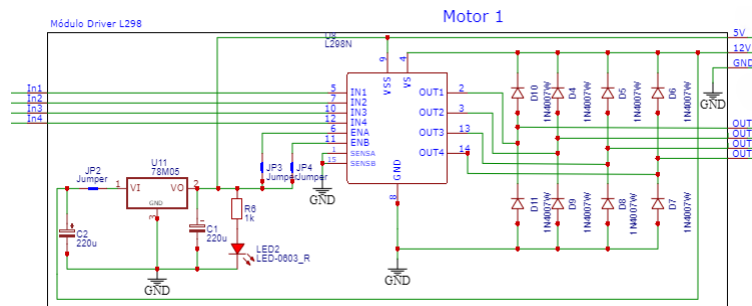 Motor 1
Módulo Driver L298
U9
L298N
5V
12V
GND
9
4
VSS
VS
In1
In2
In3
In4
5
7
10
12
6
11
1
15
IN1
IN2
IN3
IN4
ENA
ENB
SENSA
SENSB
OUT1
OUT2
OUT3
OUT4
2
3
13
14
GND
8
GND
D10
1N4007W
D4
1N4007W
D5
1N4007W
D6
1N4007W
GND
OUT
OUT
OUT
OUT
JP2
Jumper
U11
78M05
1
VI
VO
2
GND
3
JP3
Jumper
JP4
Jumper
GND
C2
220u
C1
220u
R6
1k
LED2
LED-0603_R
GND
D11
1N4007W
D9
1N4007W
D8
1N4007W
D7
1N4007W
GND